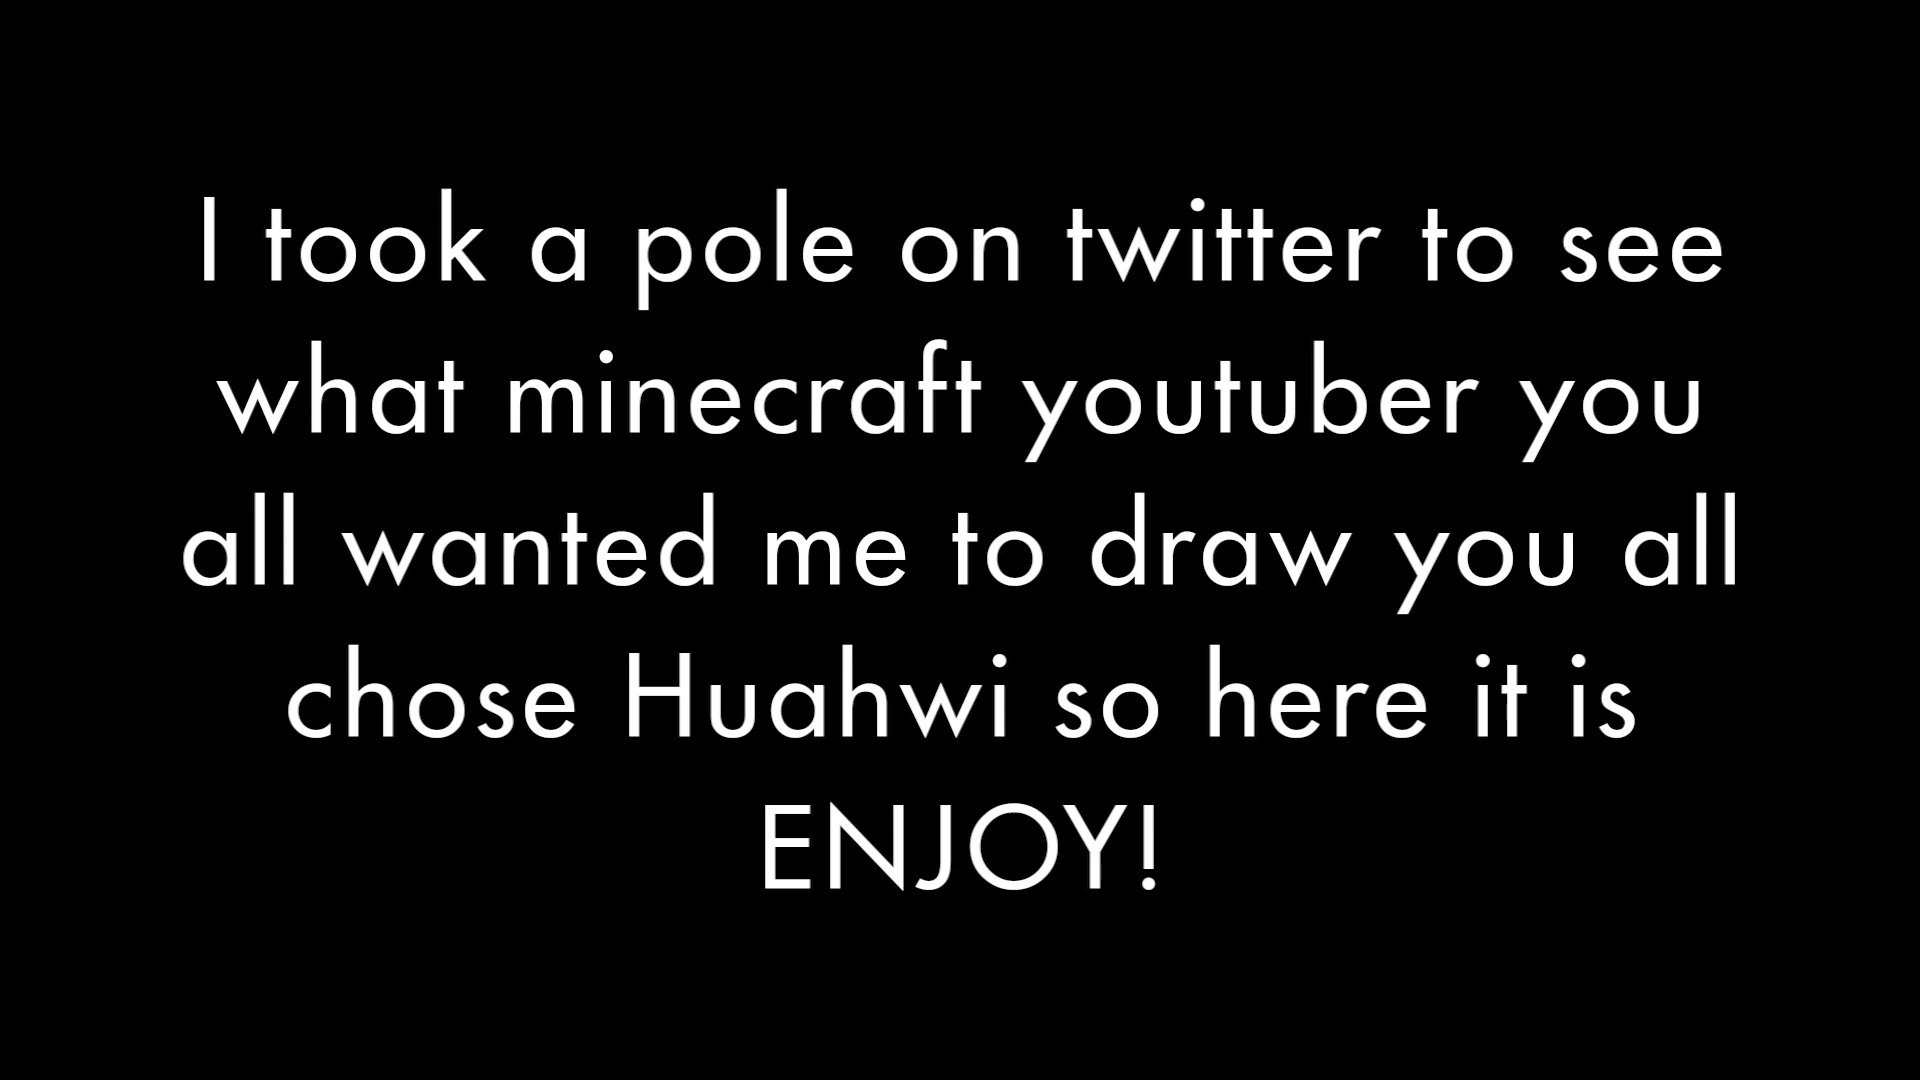 I took a pole on twitter to see
what minecraft youtuber you
all wanted me to draw you all
chose Huahwi so here it is
ENJOY!